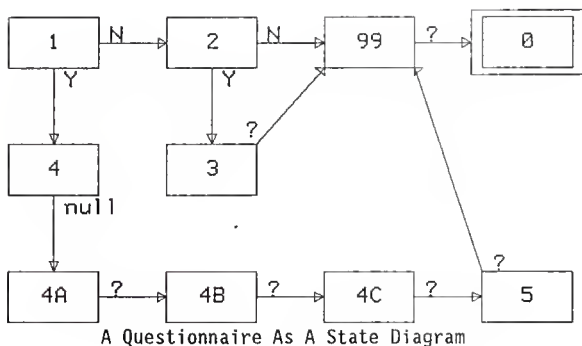 1 N 2 N 99 ? 0
Y Y
?
4 3
null
?
4A ? 4B ? 4C ? 5
A Questionnaire As A State Diagram